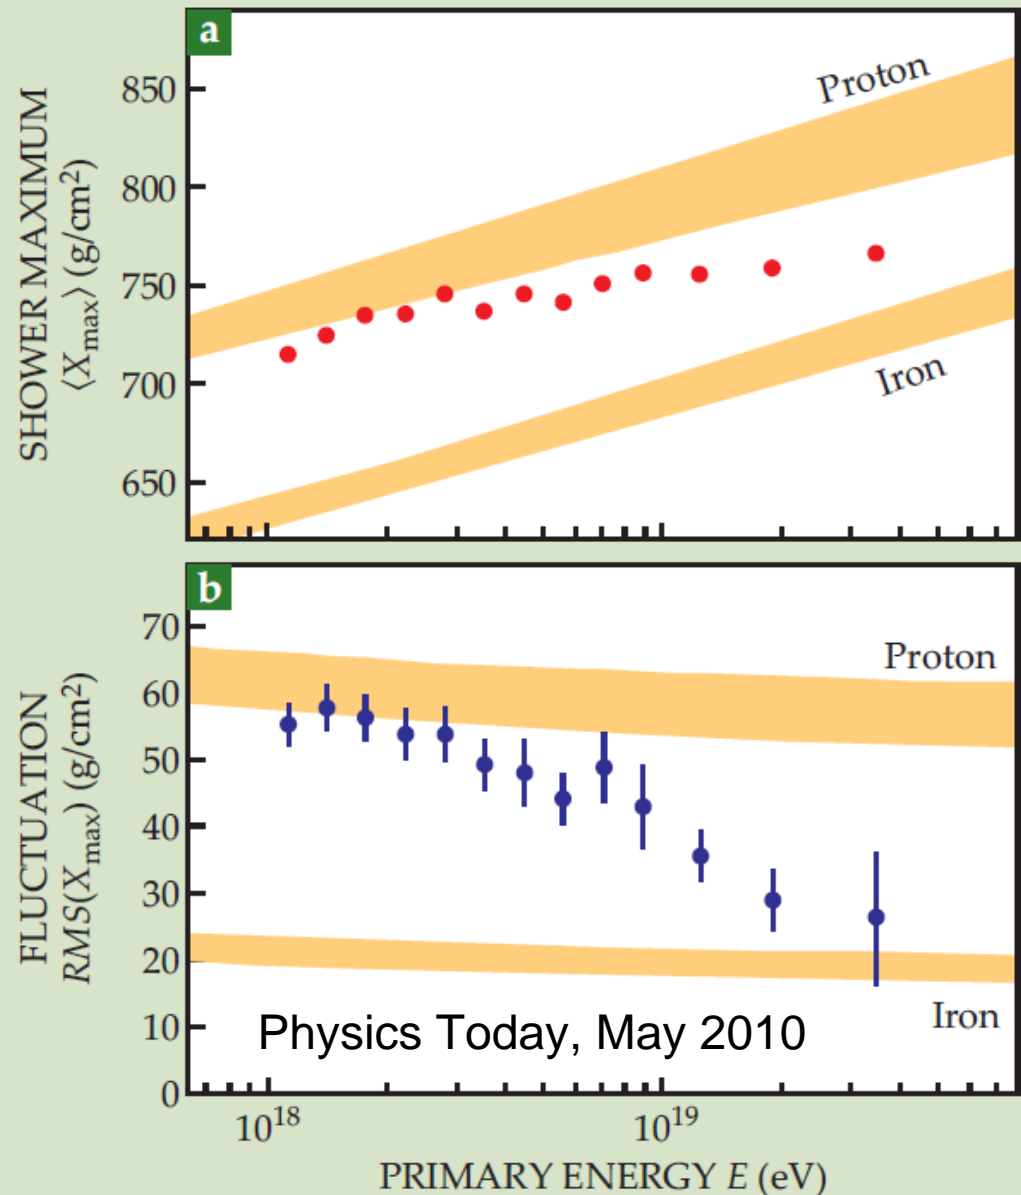 a
SHOWER MAXIMUM
⟨Xmax⟩ (g/cm²)
850
800
750
700
650
Proton
Iron
b
FLUCTUATION
RMS(Xmax) (g/cm²)
70
60
50
40
30
20
10
0
Proton
Iron
Physics Today, May 2010
10¹⁸
10¹⁹
PRIMARY ENERGY E (eV)